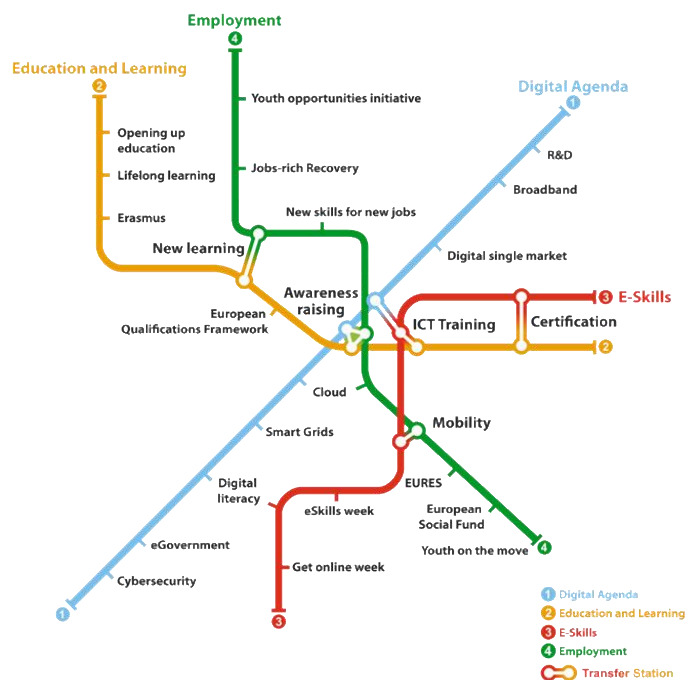 Employment
4
Education and Learning
2
Digital Agenda
1
Youth opportunities initiative
Opening up
education
R&D
Lifelong learning
Jobs-rich Recovery
Broadband
Erasmus
New skills for new jobs
New learning
Digital single market
Awareness
raising
3
E-Skills
European
Qualifications Framework
ICT Training
Certification
2
Cloud
Mobility
Smart Grids
Digital
literacy
EURES
eSkills week
European
Social Fund
eGovernment
Youth on the move
4
Get online week
Cybersecurity
1
3
1 Digital Agenda
2 Education and Learning
3 E-Skills
4 Employment
Transfer Station